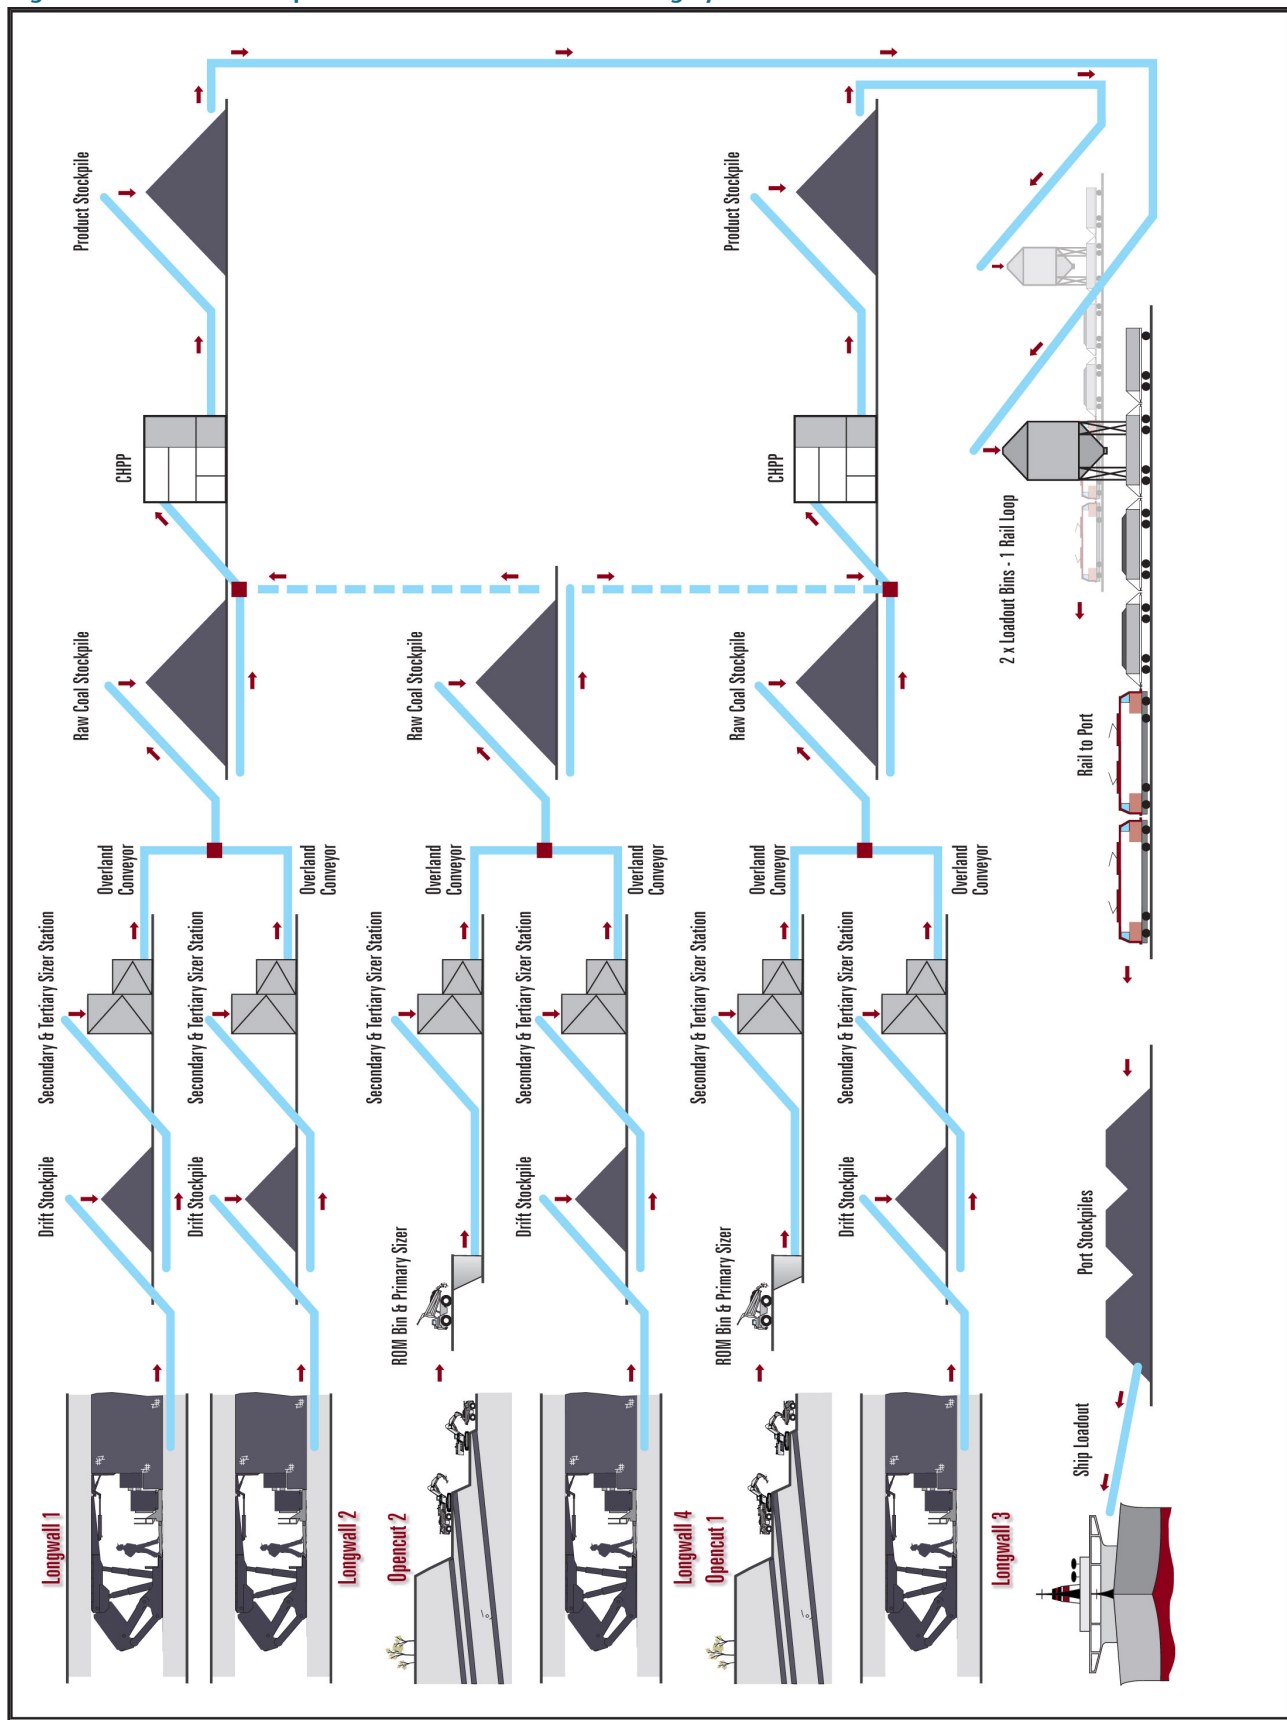 Longwall 1
Drift Stockpile
Secondary & Tertiary Sizer Station
Overland
Conveyor
Raw Coal Stockpile
CHPP
Product Stockpile
Longwall 2
Drift Stockpile
Secondary & Tertiary Sizer Station
Overland
Conveyor
Opencut 2
ROM Bin & Primary Sizer
Secondary & Tertiary Sizer Station
Overland
Conveyor
Raw Coal Stockpile
Longwall 4
Drift Stockpile
Secondary & Tertiary Sizer Station
Overland
Conveyor
Opencut 1
ROM Bin & Primary Sizer
Secondary & Tertiary Sizer Station
Overland
Conveyor
Raw Coal Stockpile
CHPP
Product Stockpile
Longwall 3
Drift Stockpile
Secondary & Tertiary Sizer Station
Overland
Conveyor
2 x Loadout Bins - 1 Rail Loop
Ship Loadout
Port Stockpiles
Rail to Port